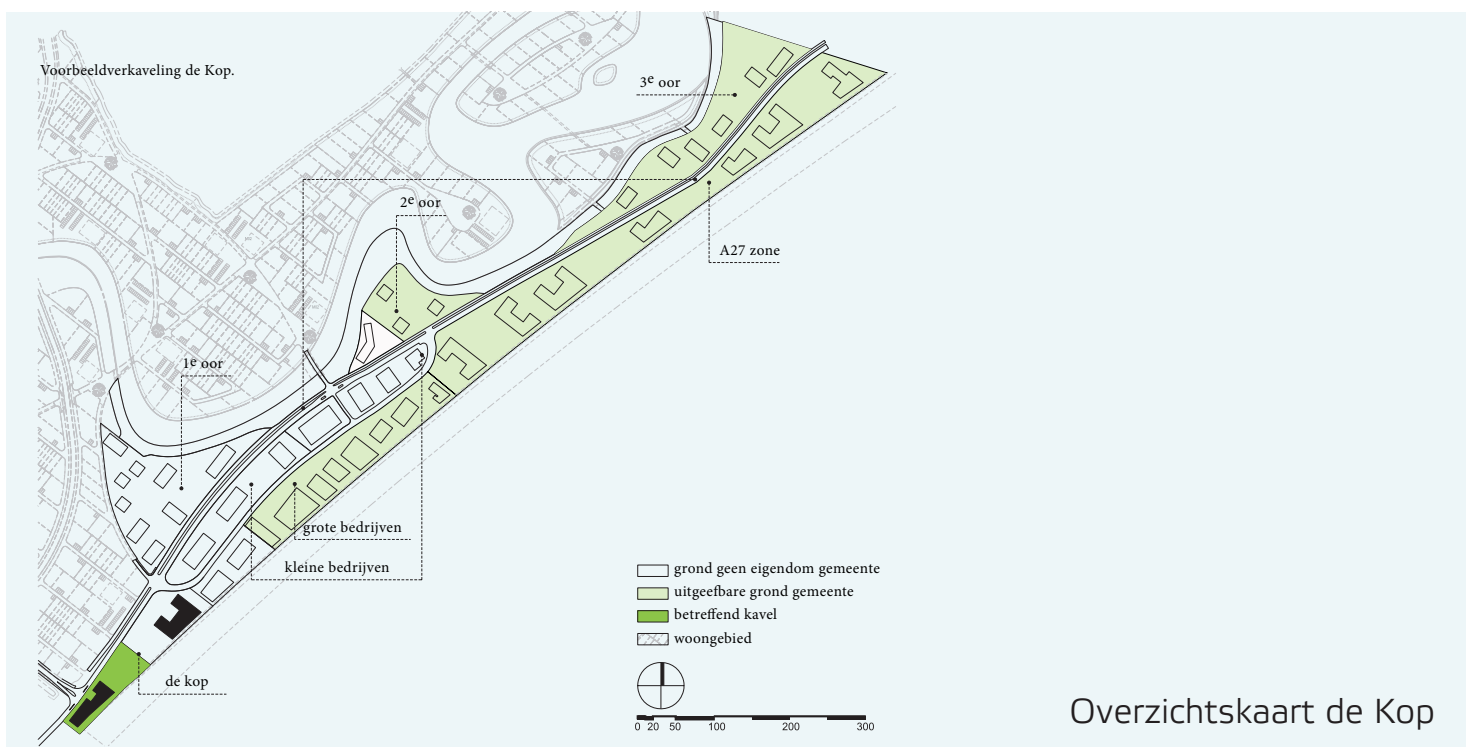 Voorbeeldverkaveling de Kop.
3e oor
2e oor
A27 zone
1e oor
grote bedrijven
kleine bedrijven
de kop
grond geen eigendom gemeente
uitgeefbare grond gemeente
betreffend kavel
woongebied
0 20 50 100 200 300
Overzichtskaart de Kop